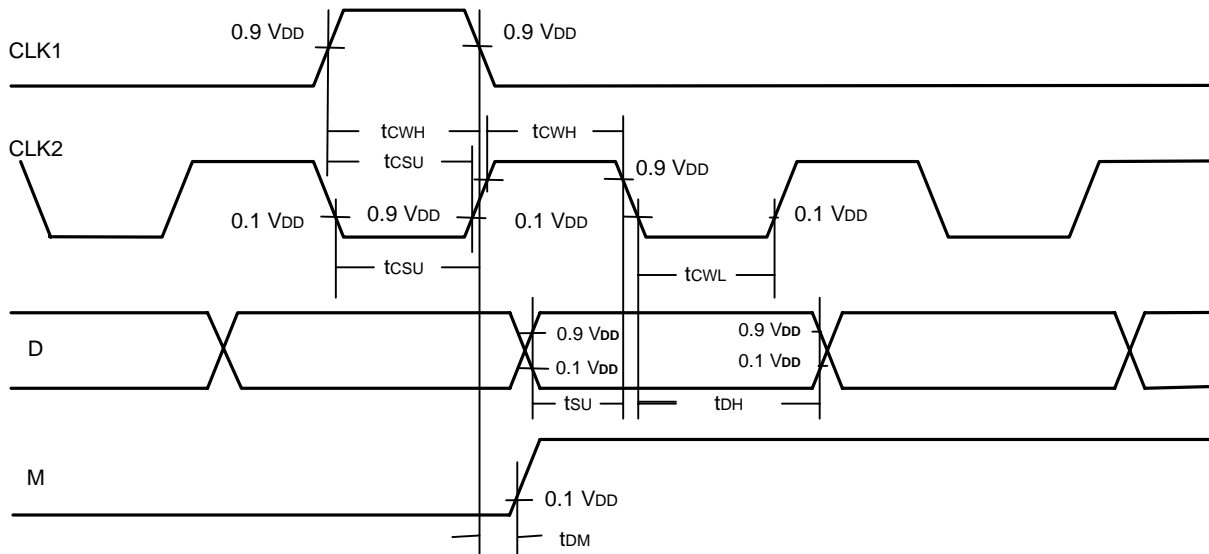 0.9 VDD
0.9 VDD
CLK1
tCWH
tCWH
CLK2
tCSU
0.9 VDD
0.1 VDD
0.9 VDD
0.1 VDD
0.1 VDD
tCSU
tCWL
D
0.9 VDD
0.9 VDD
0.1 VDD
0.1 VDD
tSU
tDH
M
0.1 VDD
tDM